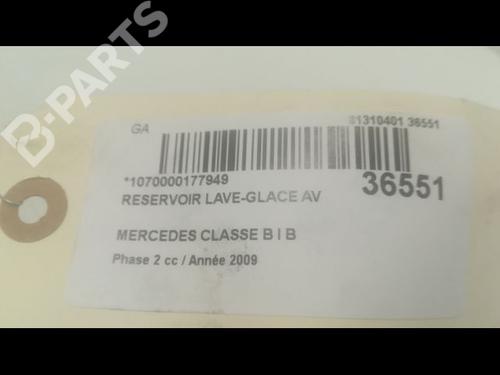 B-PARTS
GA
81310401 36551
*1070000177949
36551
RESERVOIR LAVE-GLACE AV
MERCEDES CLASSE B I B
Phase 2 cc / Année 2009